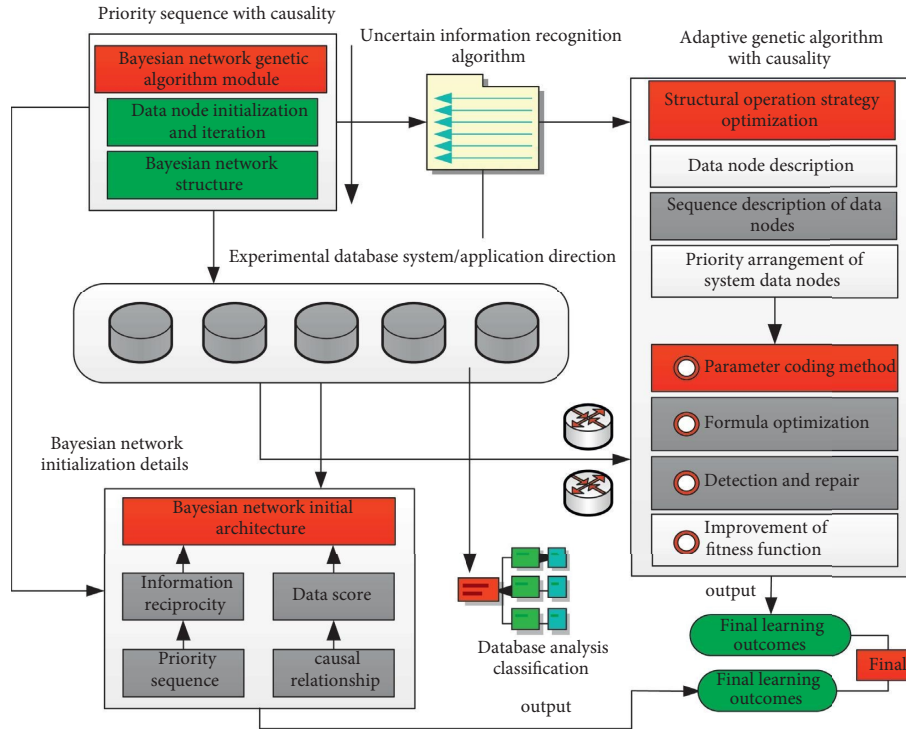 Priority sequence with causality
Bayesian network genetic
algorithm module
Data node initialization
and iteration
Bayesian network
structure
Uncertain information recognition
algorithm
Adaptive genetic algorithm
with causality
Structural operation strategy
optimization
Data node description
Sequence description of data
nodes
Priority arrangement of
system data nodes
Parameter coding method
Formula optimization
Detection and repair
Improvement of
fitness function
Experimental database system/application direction
Bayesian network
initialization details
Bayesian network initial
architecture
Information
reciprocity
Data score
Priority
sequence
causal
relationship
Database analysis
classification
output
output
Final learning
outcomes
Final learning
outcomes
Final